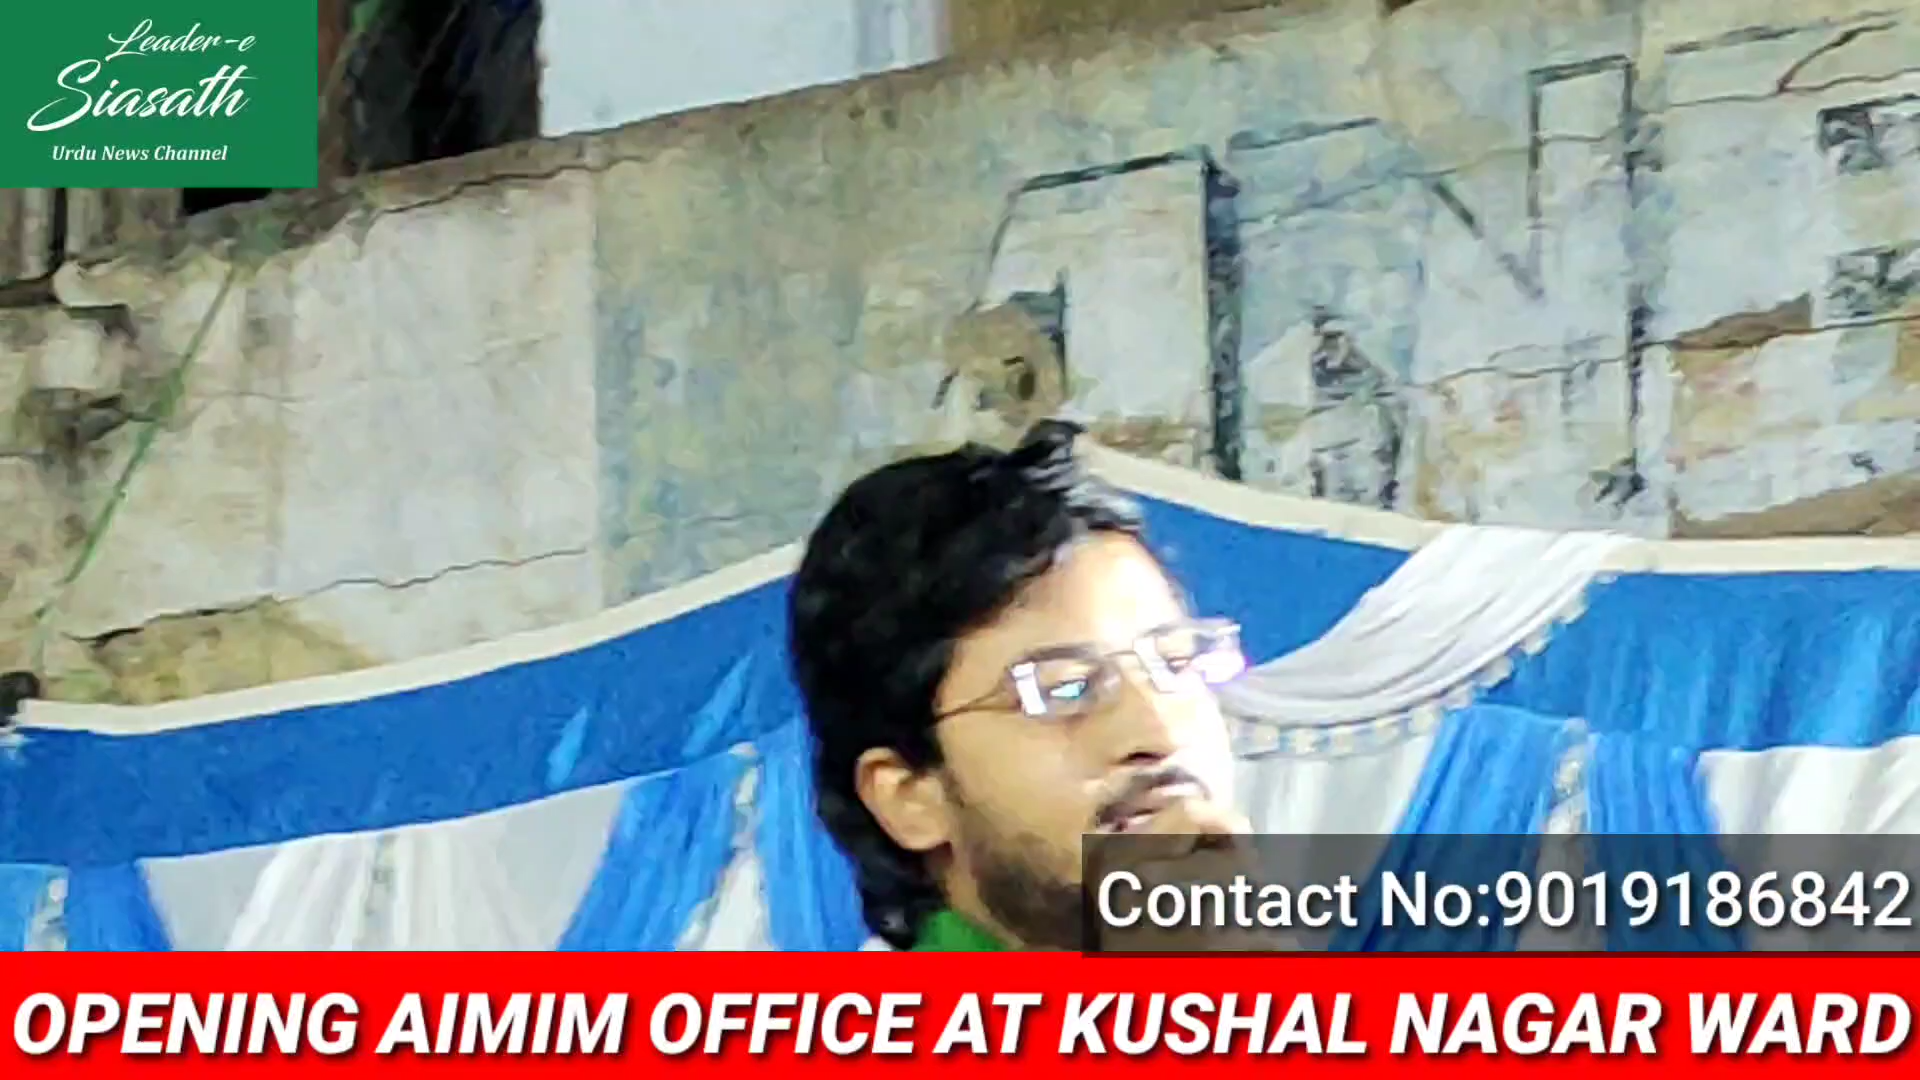 Leader-e
Siasath
Urdu News Channel
Contact No:9019186842
OPENING AIMIM OFFICE AT KUSHAL NAGAR WARD